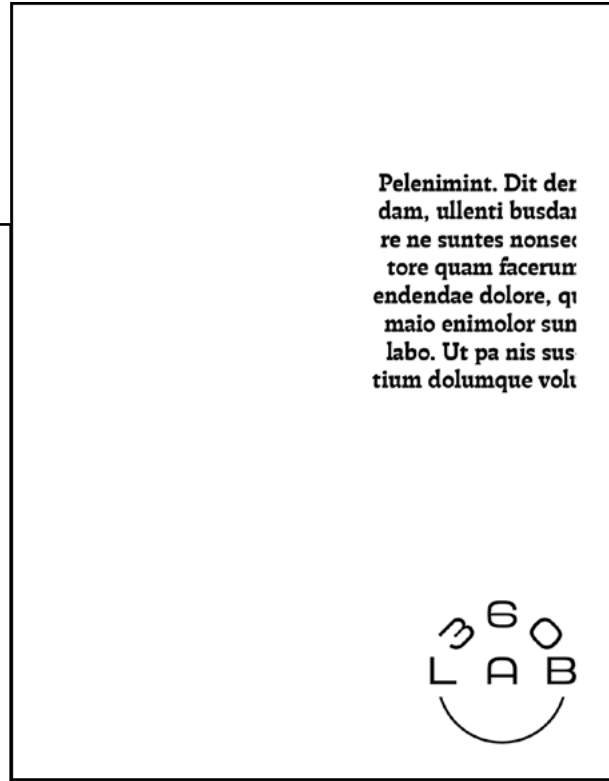 Pelenimint. Dit
dam, ullenti
re ne suntes
tore quam
endendae dolore,
maio enimolor
labo. Ut pa nis sus
tium dolumque
360
LAB